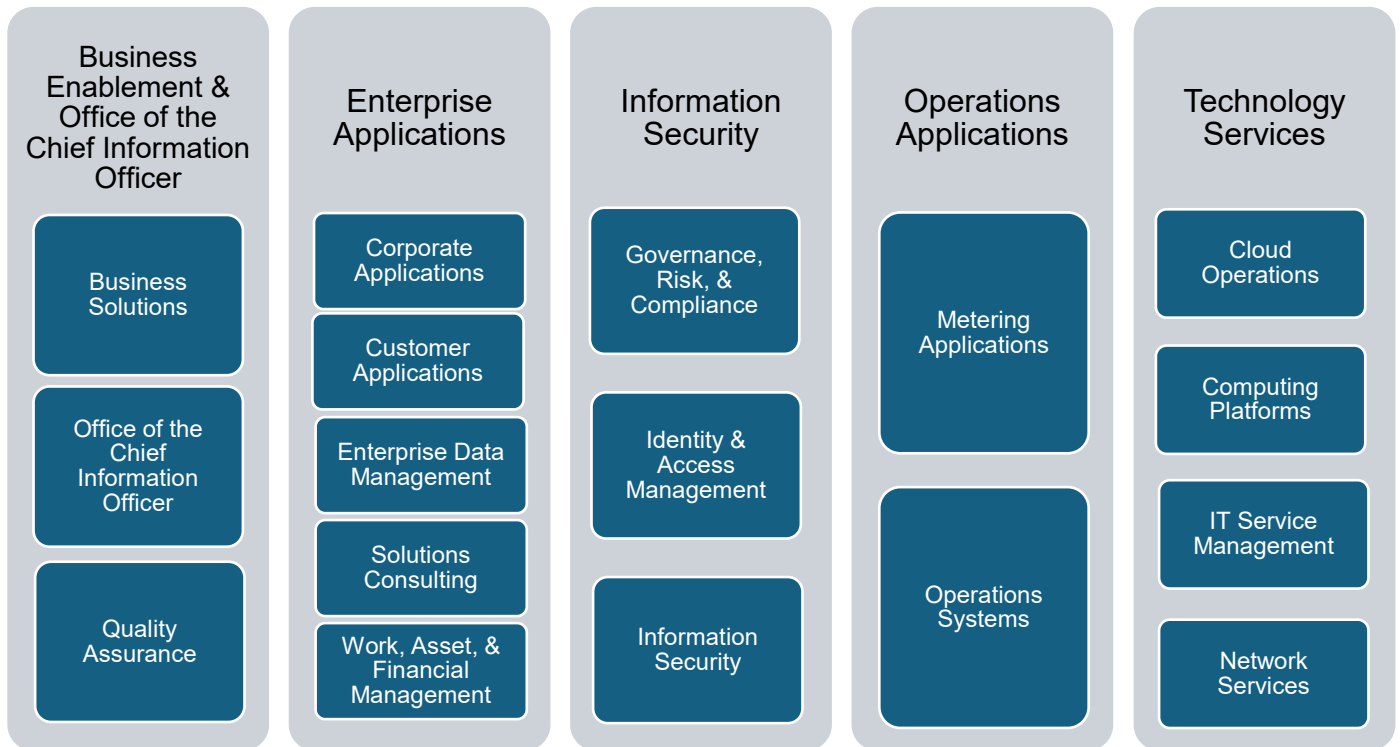 Business
Enablement &
Office of the
Chief Information
Officer
Business
Solutions
Office of the
Chief
Information
Officer
Quality
Assurance
Enterprise
Applications
Corporate
Applications
Customer
Applications
Enterprise Data
Management
Solutions
Consulting
Work, Asset, &
Financial
Management
Information
Security
Governance,
Risk, &
Compliance
Identity &
Access
Management
Information
Security
Operations
Applications
Metering
Applications
Operations
Systems
Technology
Services
Cloud
Operations
Computing
Platforms
IT Service
Management
Network
Services